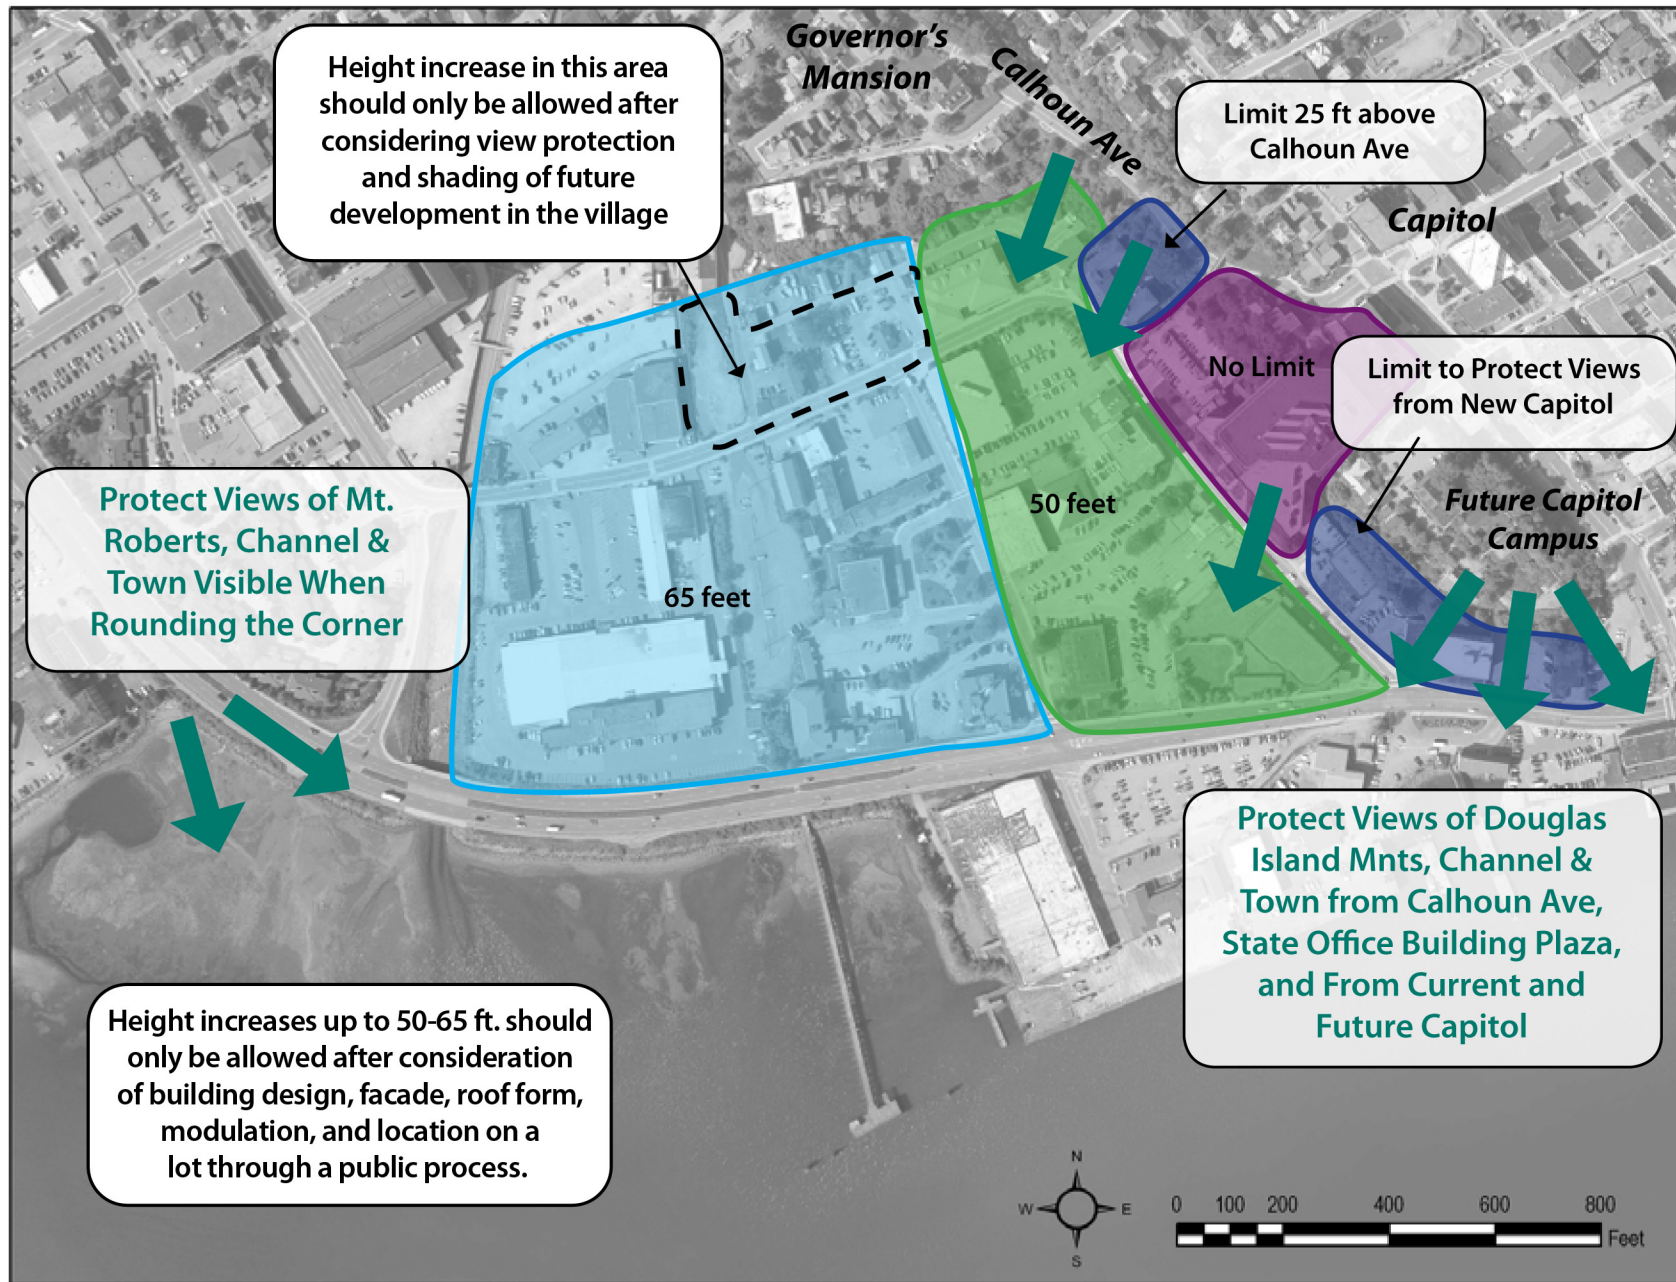 Governor's
Mansion
Calhoun Ave
Height increase in this area
should only be allowed after
considering view protection
and shading of future
development in the village
Limit 25 ft above
Calhoun Ave
Capitol
No Limit
Limit to Protect Views
from New Capitol
Future Capitol
Campus
50 feet
65 feet
Protect Views of Mt.
Roberts, Channel &
Town Visible When
Rounding the Corner
Protect Views of Douglas
Island Mnts, Channel &
Town from Calhoun Ave,
State Office Building Plaza,
and From Current and
Future Capitol
Height increases up to 50-65 ft. should
only be allowed after consideration
of building design, facade, roof form,
modulation, and location on a
lot through a public process.
N
W E
S
0 100 200 400 600 800
Feet